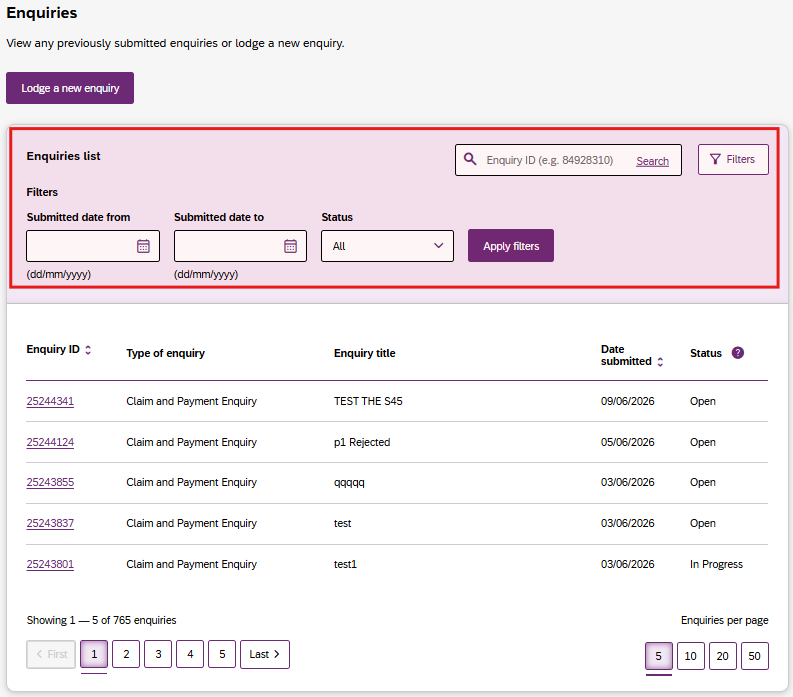 Enquiries
View any previously submitted enquiries or lodge a new enquiry.
Lodge a new enquiry
Enquiries list
Enquiry ID (e.g. 84928310) Search
Filters
Filters
Submitted date from Submitted date to Status
All
Apply filters
(dd/mm/yyyy) (dd/mm/yyyy)
Enquiry ID Type of enquiry Enquiry title Date submitted Status ?
25244341 Claim and Payment Enquiry TEST THE S45 09/06/2026 Open
25244124 Claim and Payment Enquiry p1 Rejected 05/06/2026 Open
25243855 Claim and Payment Enquiry qqqqq 03/06/2026 Open
25243837 Claim and Payment Enquiry test 03/06/2026 Open
25243801 Claim and Payment Enquiry test1 03/06/2026 In Progress
Showing 1 — 5 of 765 enquiries Enquiries per page
< First 1 2 3 4 5 Last > 5 10 20 50